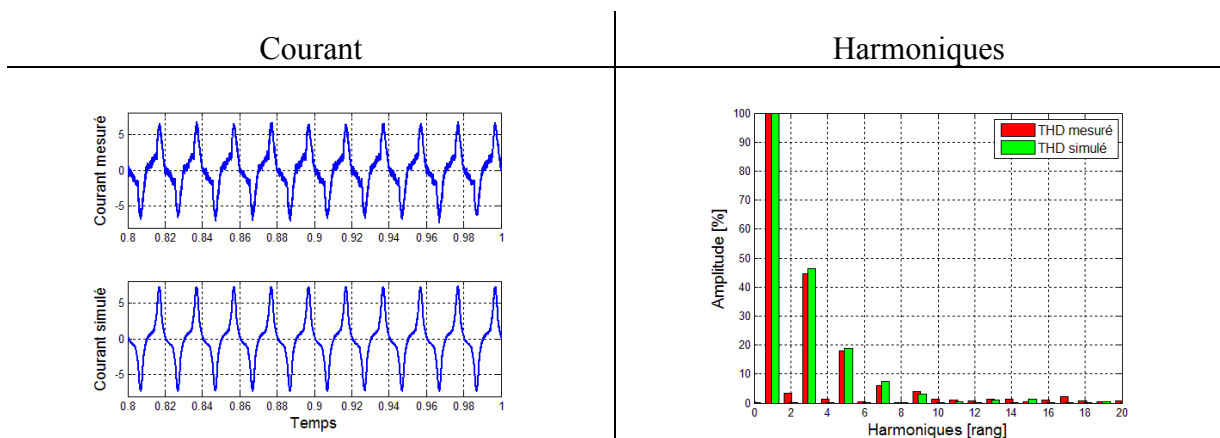 Courant
Harmoniques
Courant mesuré
5
0
-5
0.8 0.82 0.84 0.86 0.88 0.9 0.92 0.94 0.96 0.98 1
Courant simulé
5
0
-5
0.8 0.82 0.84 0.86 0.88 0.9 0.92 0.94 0.96 0.98 1
Temps
THD mesuré
THD simulé
Amplitude [%]
100
90
80
70
60
50
40
30
20
10
0
0 2 4 6 8 10 12 14 16 18 20
Harmoniques [rang]